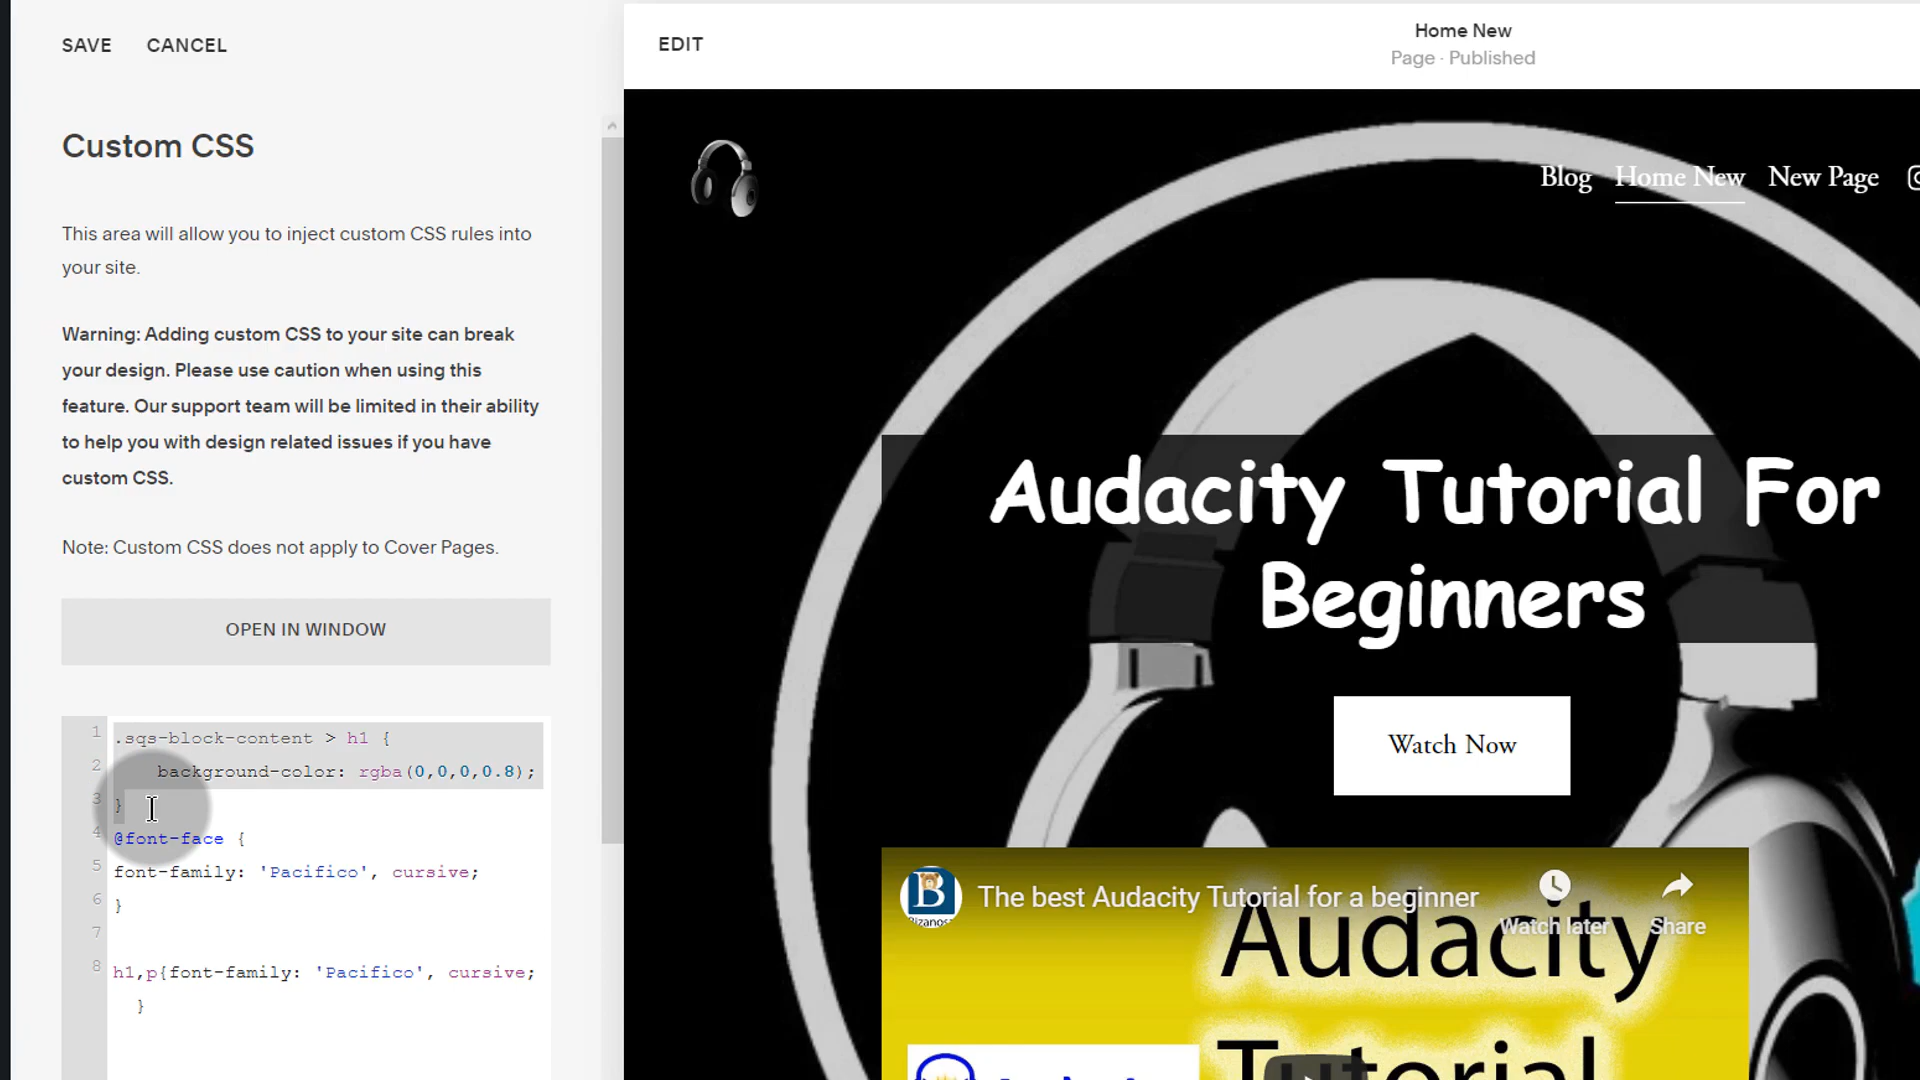 SAVE CANCEL
EDIT
Home New
Page · Published
Custom CSS
This area will allow you to inject custom CSS rules into
your site.
Warning: Adding custom CSS to your site can break
your design. Please use caution when using this
feature. Our support team will be limited in their ability
to help you with design related issues if you have
custom CSS.
Note: Custom CSS does not apply to Cover Pages.
OPEN IN WINDOW
1 .sqs-block-content > h1 {
2 background-color: rgba(0,0,0,0.8);
3 }
4 @font-face {
5 font-family: 'Pacifico', cursive;
6 }
7
8 h1,p{font-family: 'Pacifico', cursive;
}
Blog Home New New Page
Audacity Tutorial For
Beginners
Watch Now
B
Bizanosa
The best Audacity Tutorial for a beginner
Watch later
Share
Audacity
Tutorial